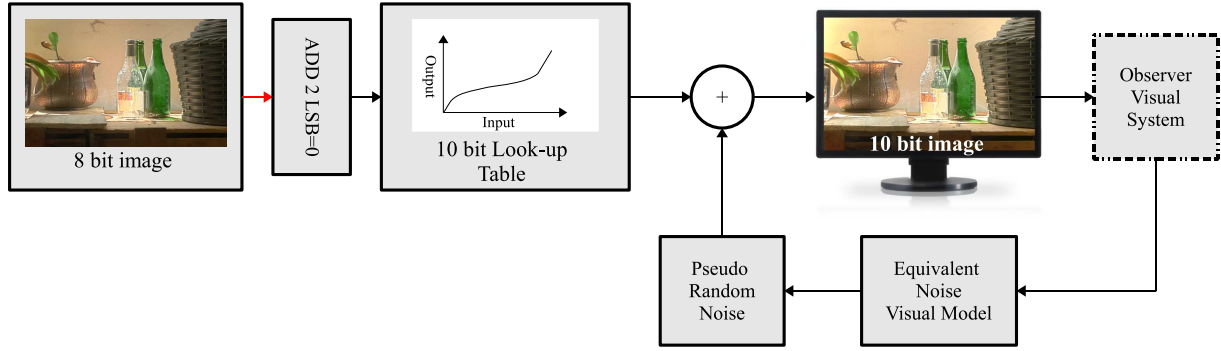 8 bit image
ADD 2 LSB=0
Output
Input
10 bit Look-up
Table
+
10 bit image
Observer
Visual
System
Pseudo
Random
Noise
Equivalent
Noise
Visual Model